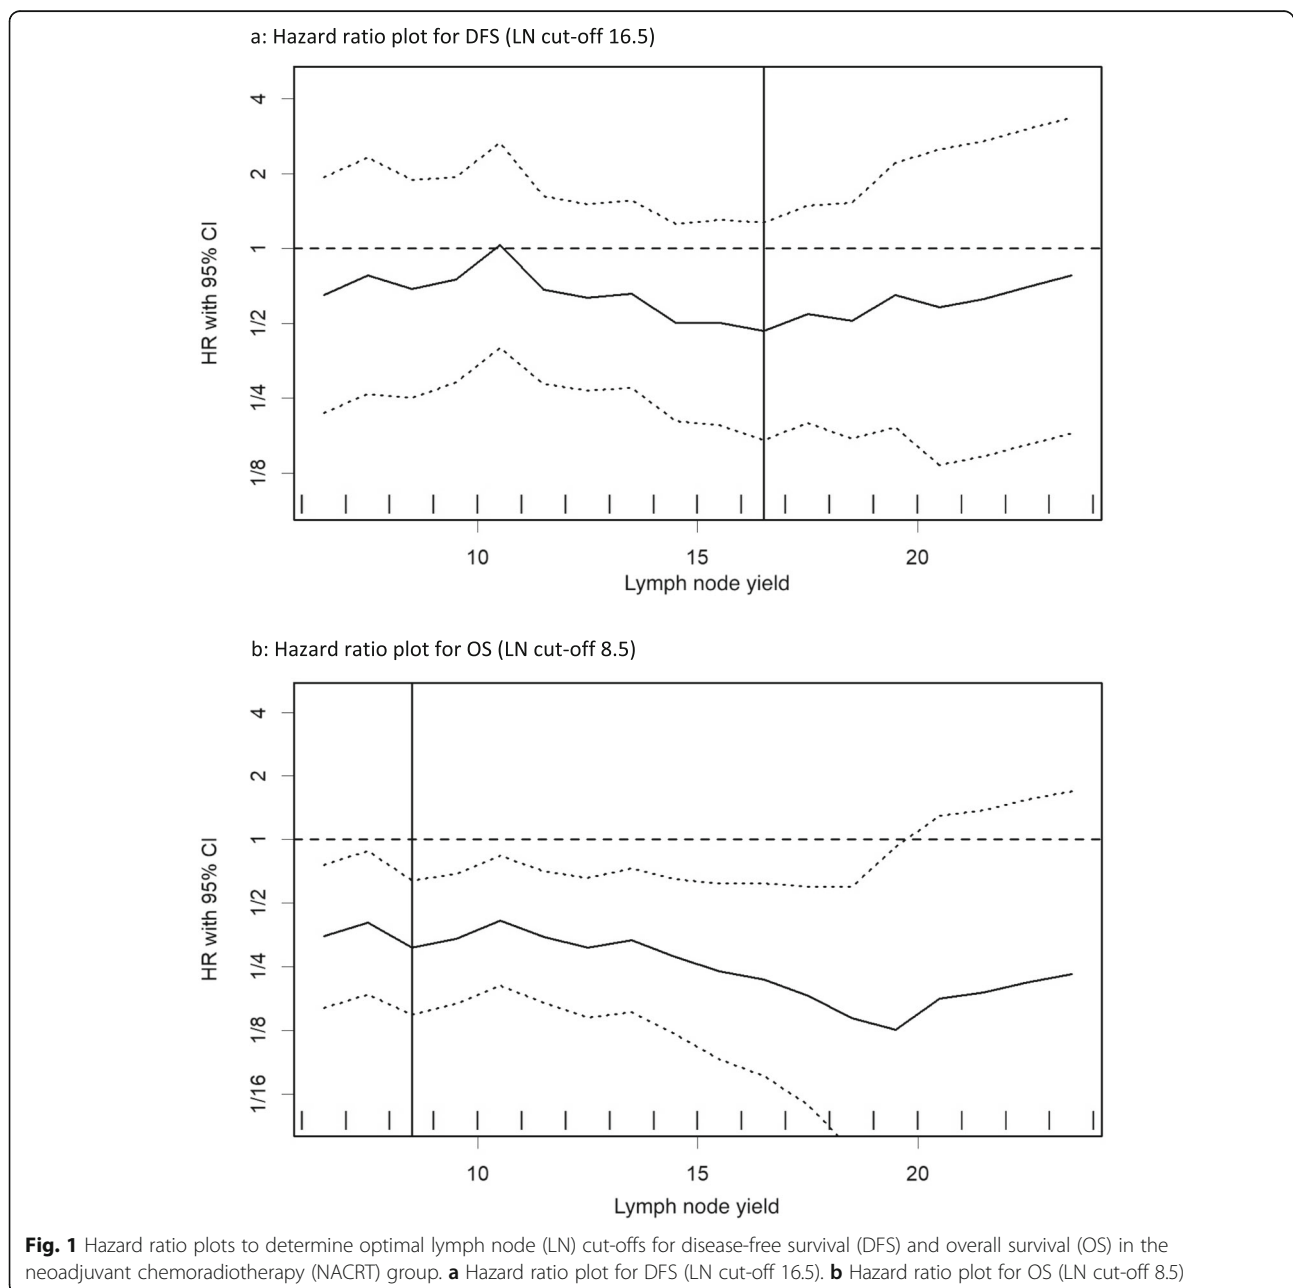 a: Hazard ratio plot for DFS (LN cut-off 16.5)
4
2
1
1/2
1/4
1/8
HR with 95% CI
10 15 20
Lymph node yield
b: Hazard ratio plot for OS (LN cut-off 8.5)
4
2
1
1/2
1/4
1/8
1/16
HR with 95% CI
10 15 20
Lymph node yield
Fig. 1 Hazard ratio plots to determine optimal lymph node (LN) cut-offs for disease-free survival (DFS) and overall survival (OS) in the
neoadjuvant chemoradiotherapy (NACRT) group. a Hazard ratio plot for DFS (LN cut-off 16.5). b Hazard ratio plot for OS (LN cut-off 8.5)